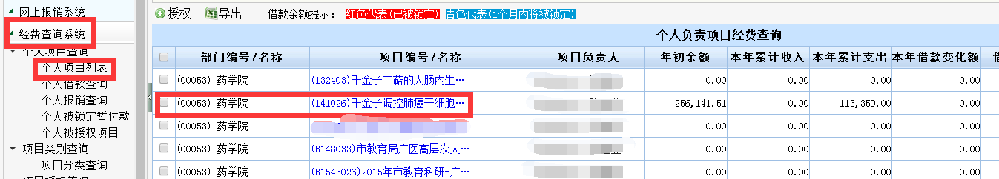 网上报销系统
经费查询系统
个人项目查询
个人项目列表
个人借款查询
个人报销查询
个人被锁定暂付款
个人被授权项目
项目类别查询
项目分类查询
项目授权管理
授权 导出 借款余额提示： 红色代表(已被锁定) 青色代表(1个月内将被锁定)
个人负责项目经费查询
部门编号/名称 项目编号/名称 项目负责人 年初余额 本年累计收入 本年累计支出 本年借款变化额 借
(00053) 药学院 (132403)千金子二萜的人肠内生… 0.00 0.00 0.00 0.00
(00053) 药学院 (141026)千金子调控肺癌干细胞… 256,141.51 0.00 113,359.00 0.00
(00053) 药学院 0.00 0.00 0.00 0.00
(00053) 药学院 (B148033)市教育局广医高层次人… 0.00 0.00 0.00 0.00
(00053) 药学院 (B1543026)2015年市教育科研-广… 0.00 0.00 0.00 0.00